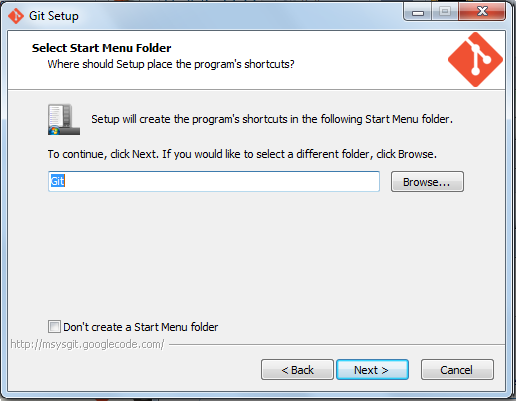 Git Setup
Select Start Menu Folder
Where should Setup place the program's shortcuts?
Setup will create the program's shortcuts in the following Start Menu folder.
To continue, click Next. If you would like to select a different folder, click Browse.
Git
Browse...
Don't create a Start Menu folder
http://msysgit.googlecode.com/
< Back
Next >
Cancel